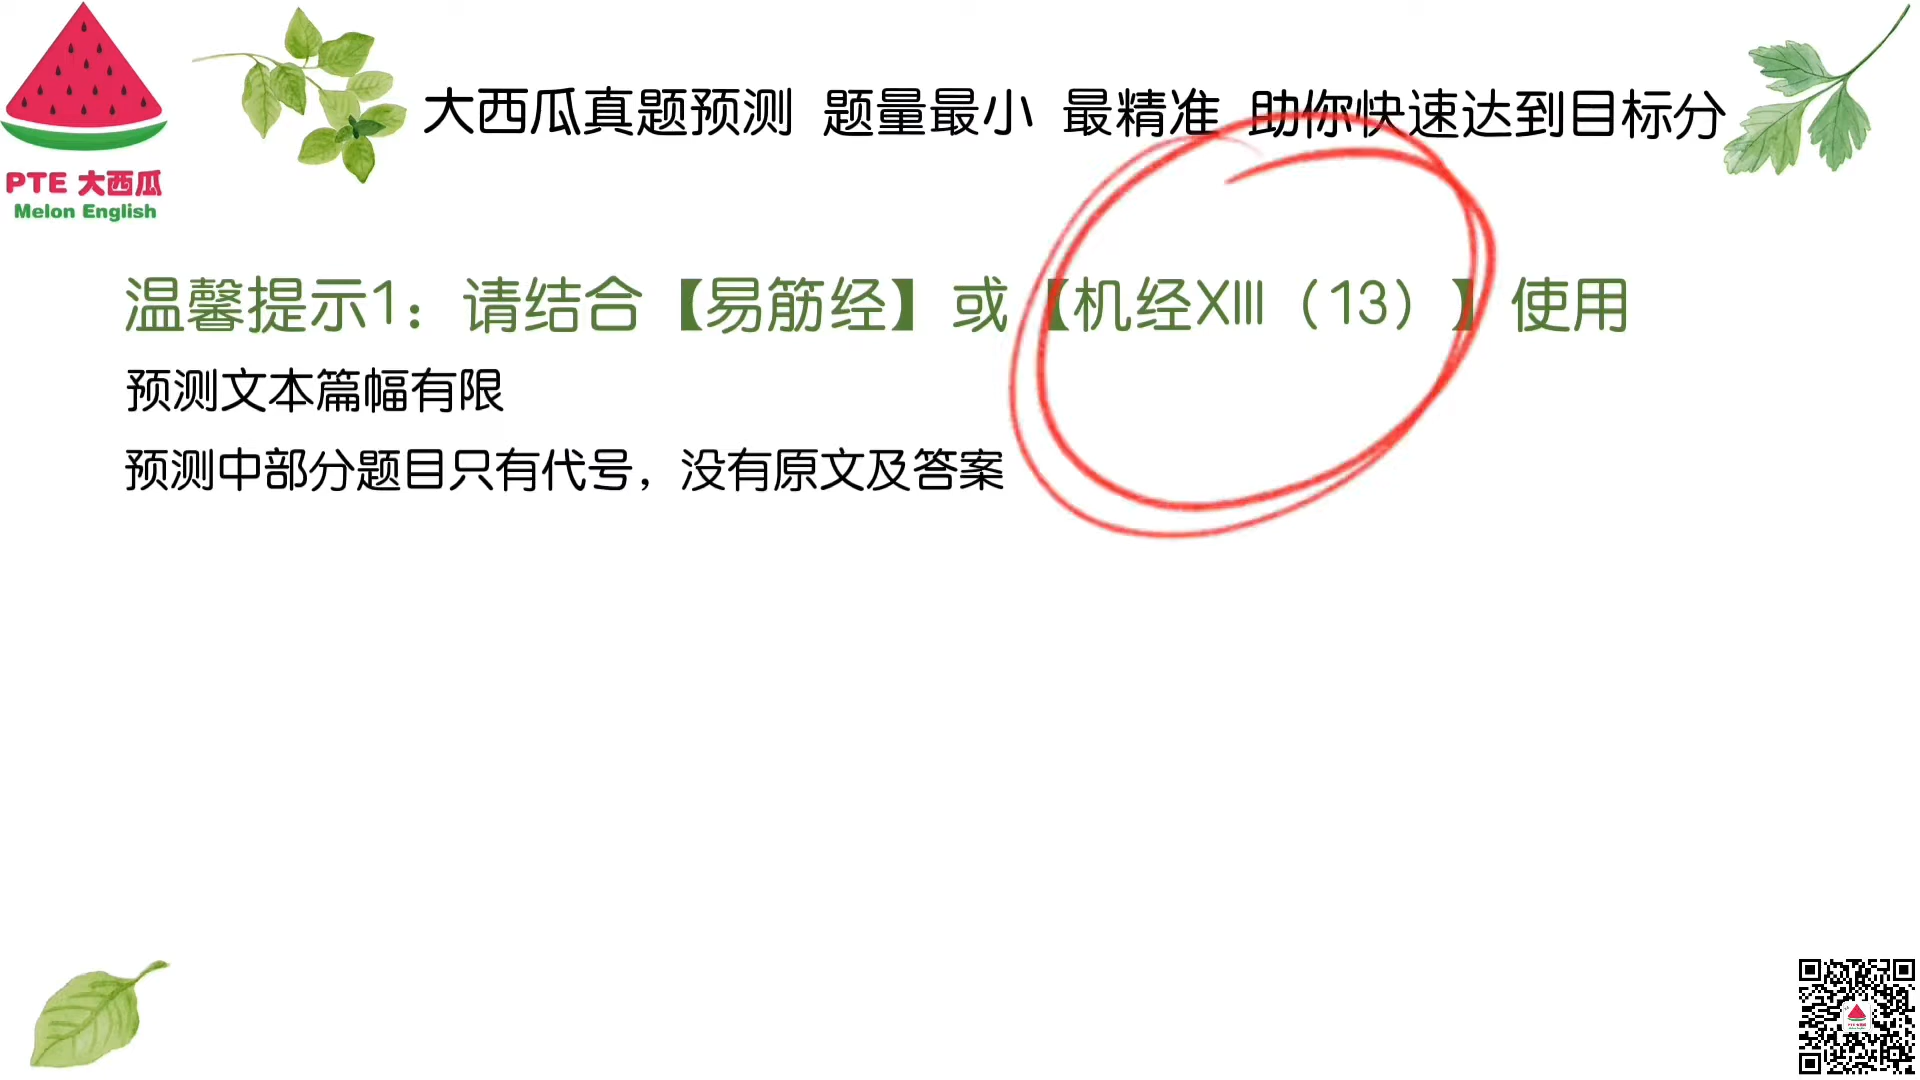 大西瓜真题预测 题量最小 最精准 助你快速达到目标分
PTE 大西瓜
Melon English
温馨提示1：请结合【易筋经】或【机经XIII（13）】使用
预测文本篇幅有限
预测中部分题目只有代号，没有原文及答案